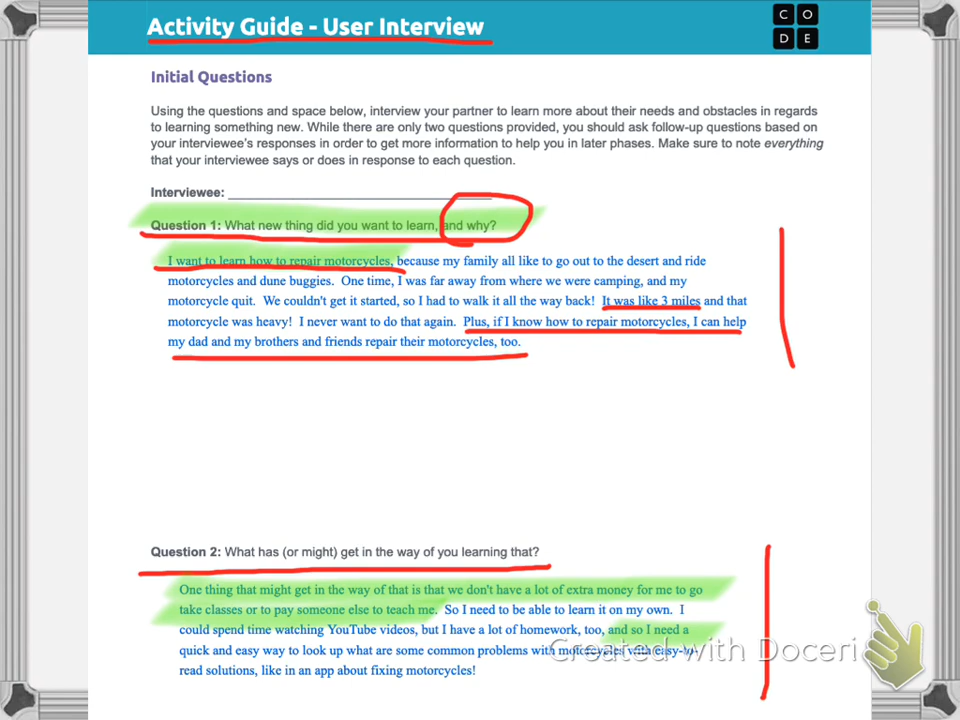 Activity Guide - User Interview
C O
D E
Initial Questions
Using the questions and space below, interview your partner to learn more about their needs and obstacles in regards
to learning something new. While there are only two questions provided, you should ask follow-up questions based on
your interviewee's responses in order to get more information to help you in later phases. Make sure to note everything
that your interviewee says or does in response to each question.
Interviewee:
Question 1: What new thing did you want to learn, and why?
I want to learn how to repair motorcycles, because my family all like to go out to the desert and ride
motorcycles and dune buggies. One time, I was far away from where we were camping, and my
motorcycle quit. We couldn't get it started, so I had to walk it all the way back! It was like 3 miles and that
motorcycle was heavy! I never want to do that again. Plus, if I know how to repair motorcycles, I can help
my dad and my brothers and friends repair their motorcycles, too.
Question 2: What has (or might) get in the way of you learning that?
One thing that might get in the way of that is that we don't have a lot of extra money for me to go
take classes or to pay someone else to teach me. So I need to be able to learn it on my own. I
could spend time watching YouTube videos, but I have a lot of homework, too, and so I need a
quick and easy way to look up what are some common problems with motorcycles with easy-to-
read solutions, like in an app about fixing motorcycles!
Created with Doceri